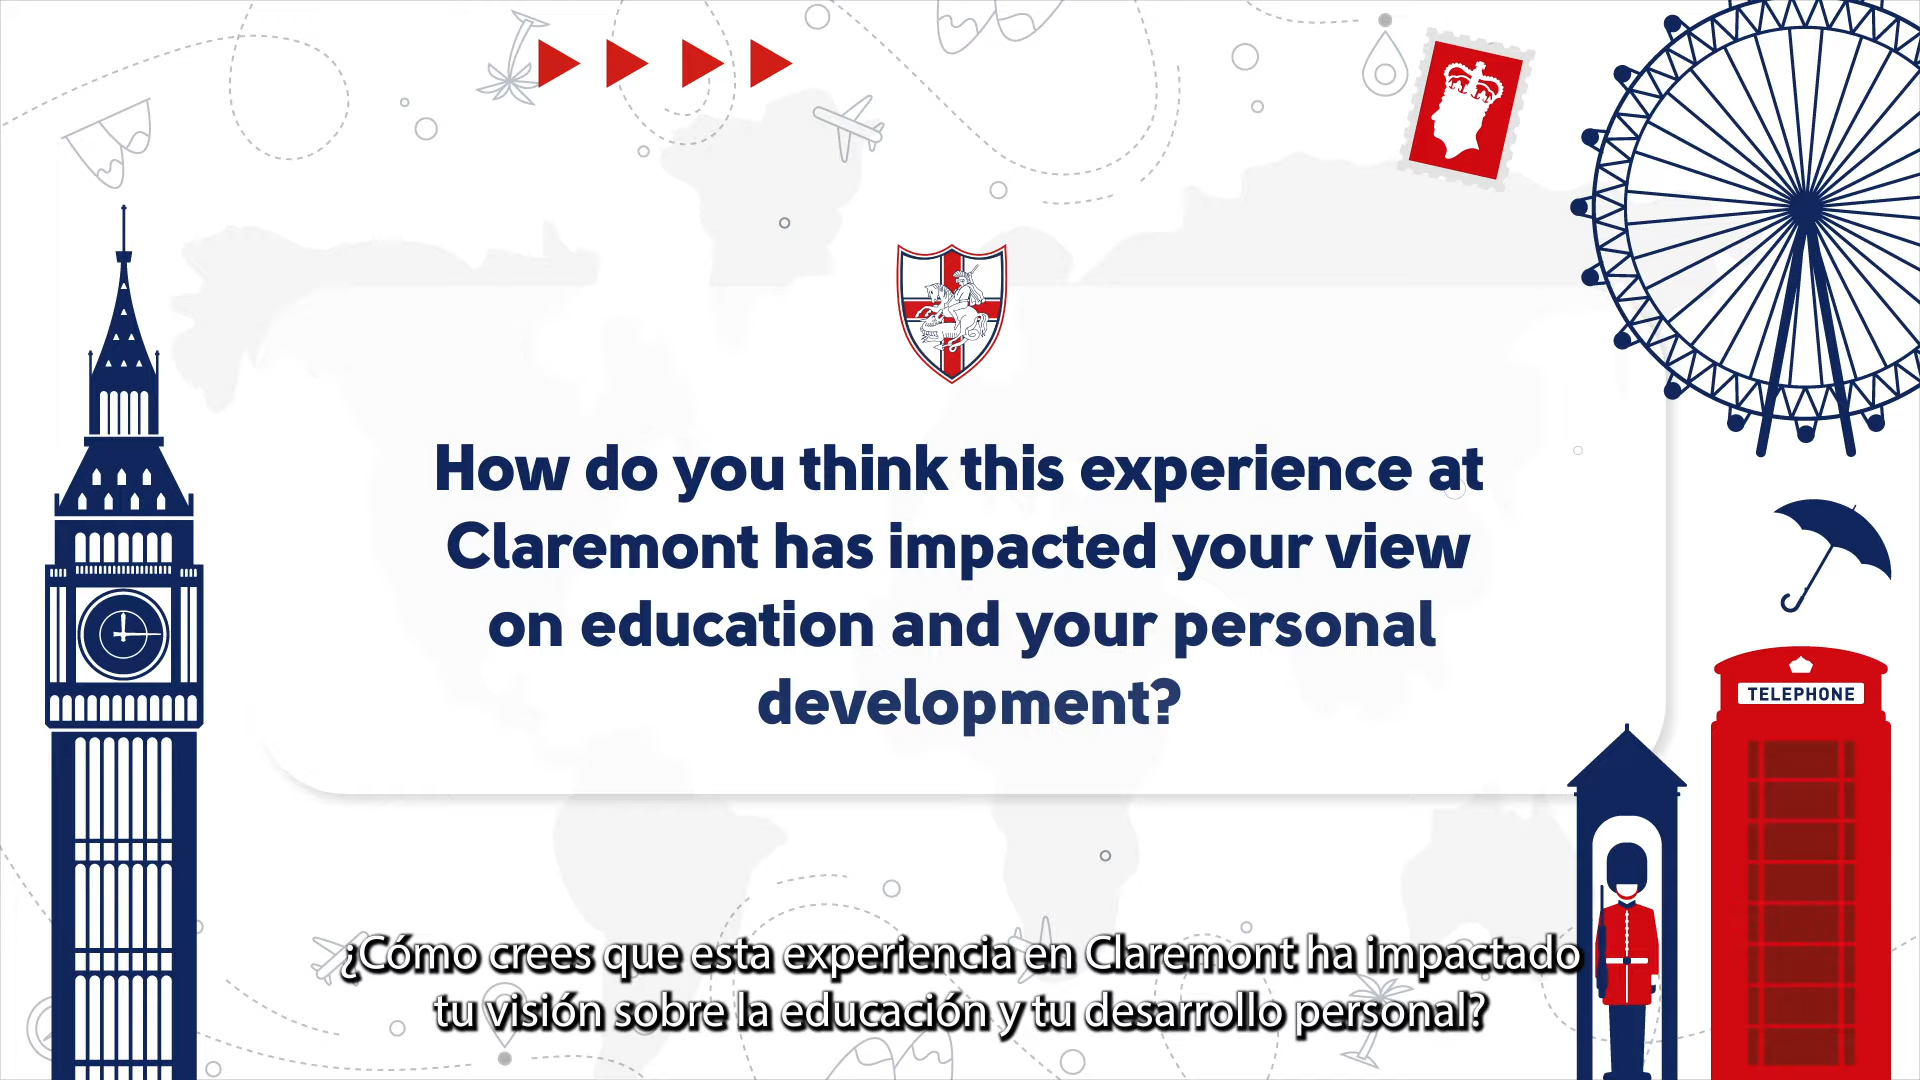 How do you think this experience at
Claremont has impacted your view
on education and your personal
development?
TELEPHONE
¿Cómo crees que esta experiencia en Claremont ha impactado
tu visión sobre la educación y tu desarrollo personal?